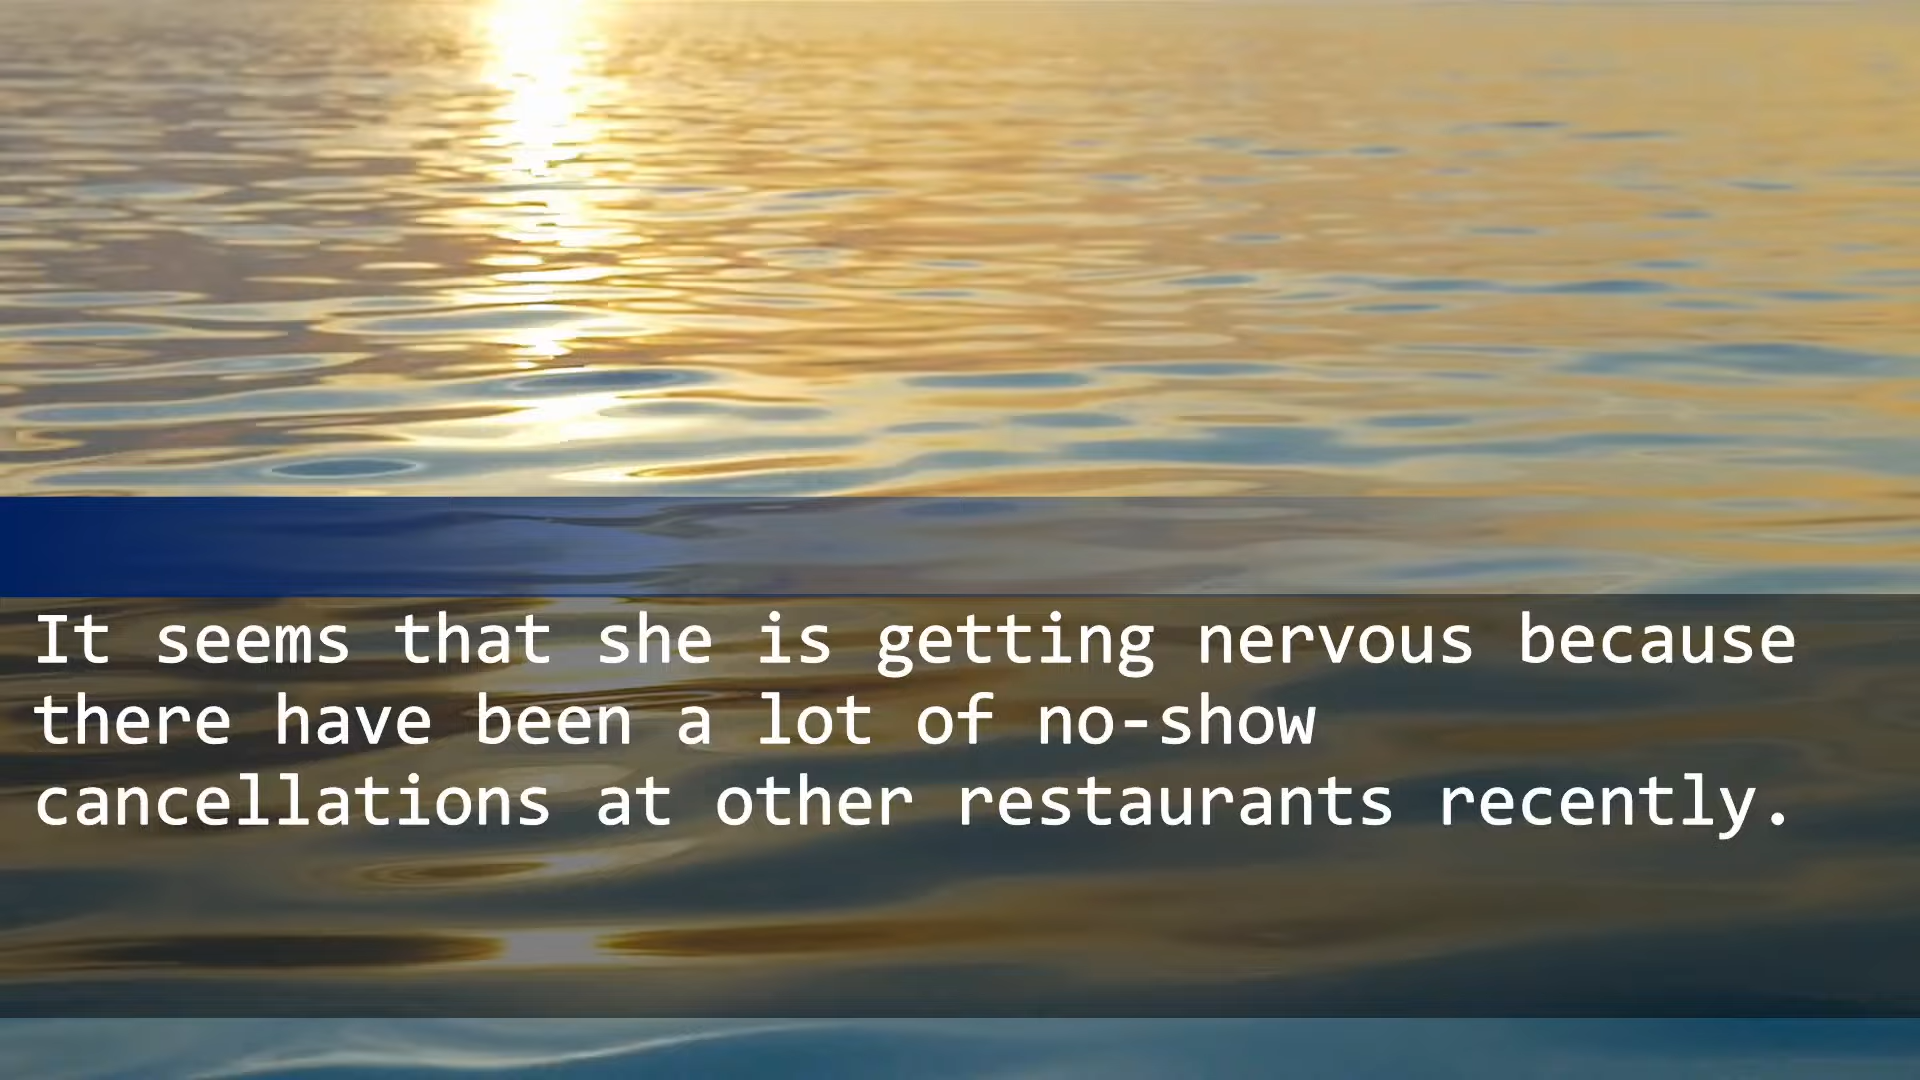 It seems that she is getting nervous because
there have been a lot of no-show
cancellations at other restaurants recently.